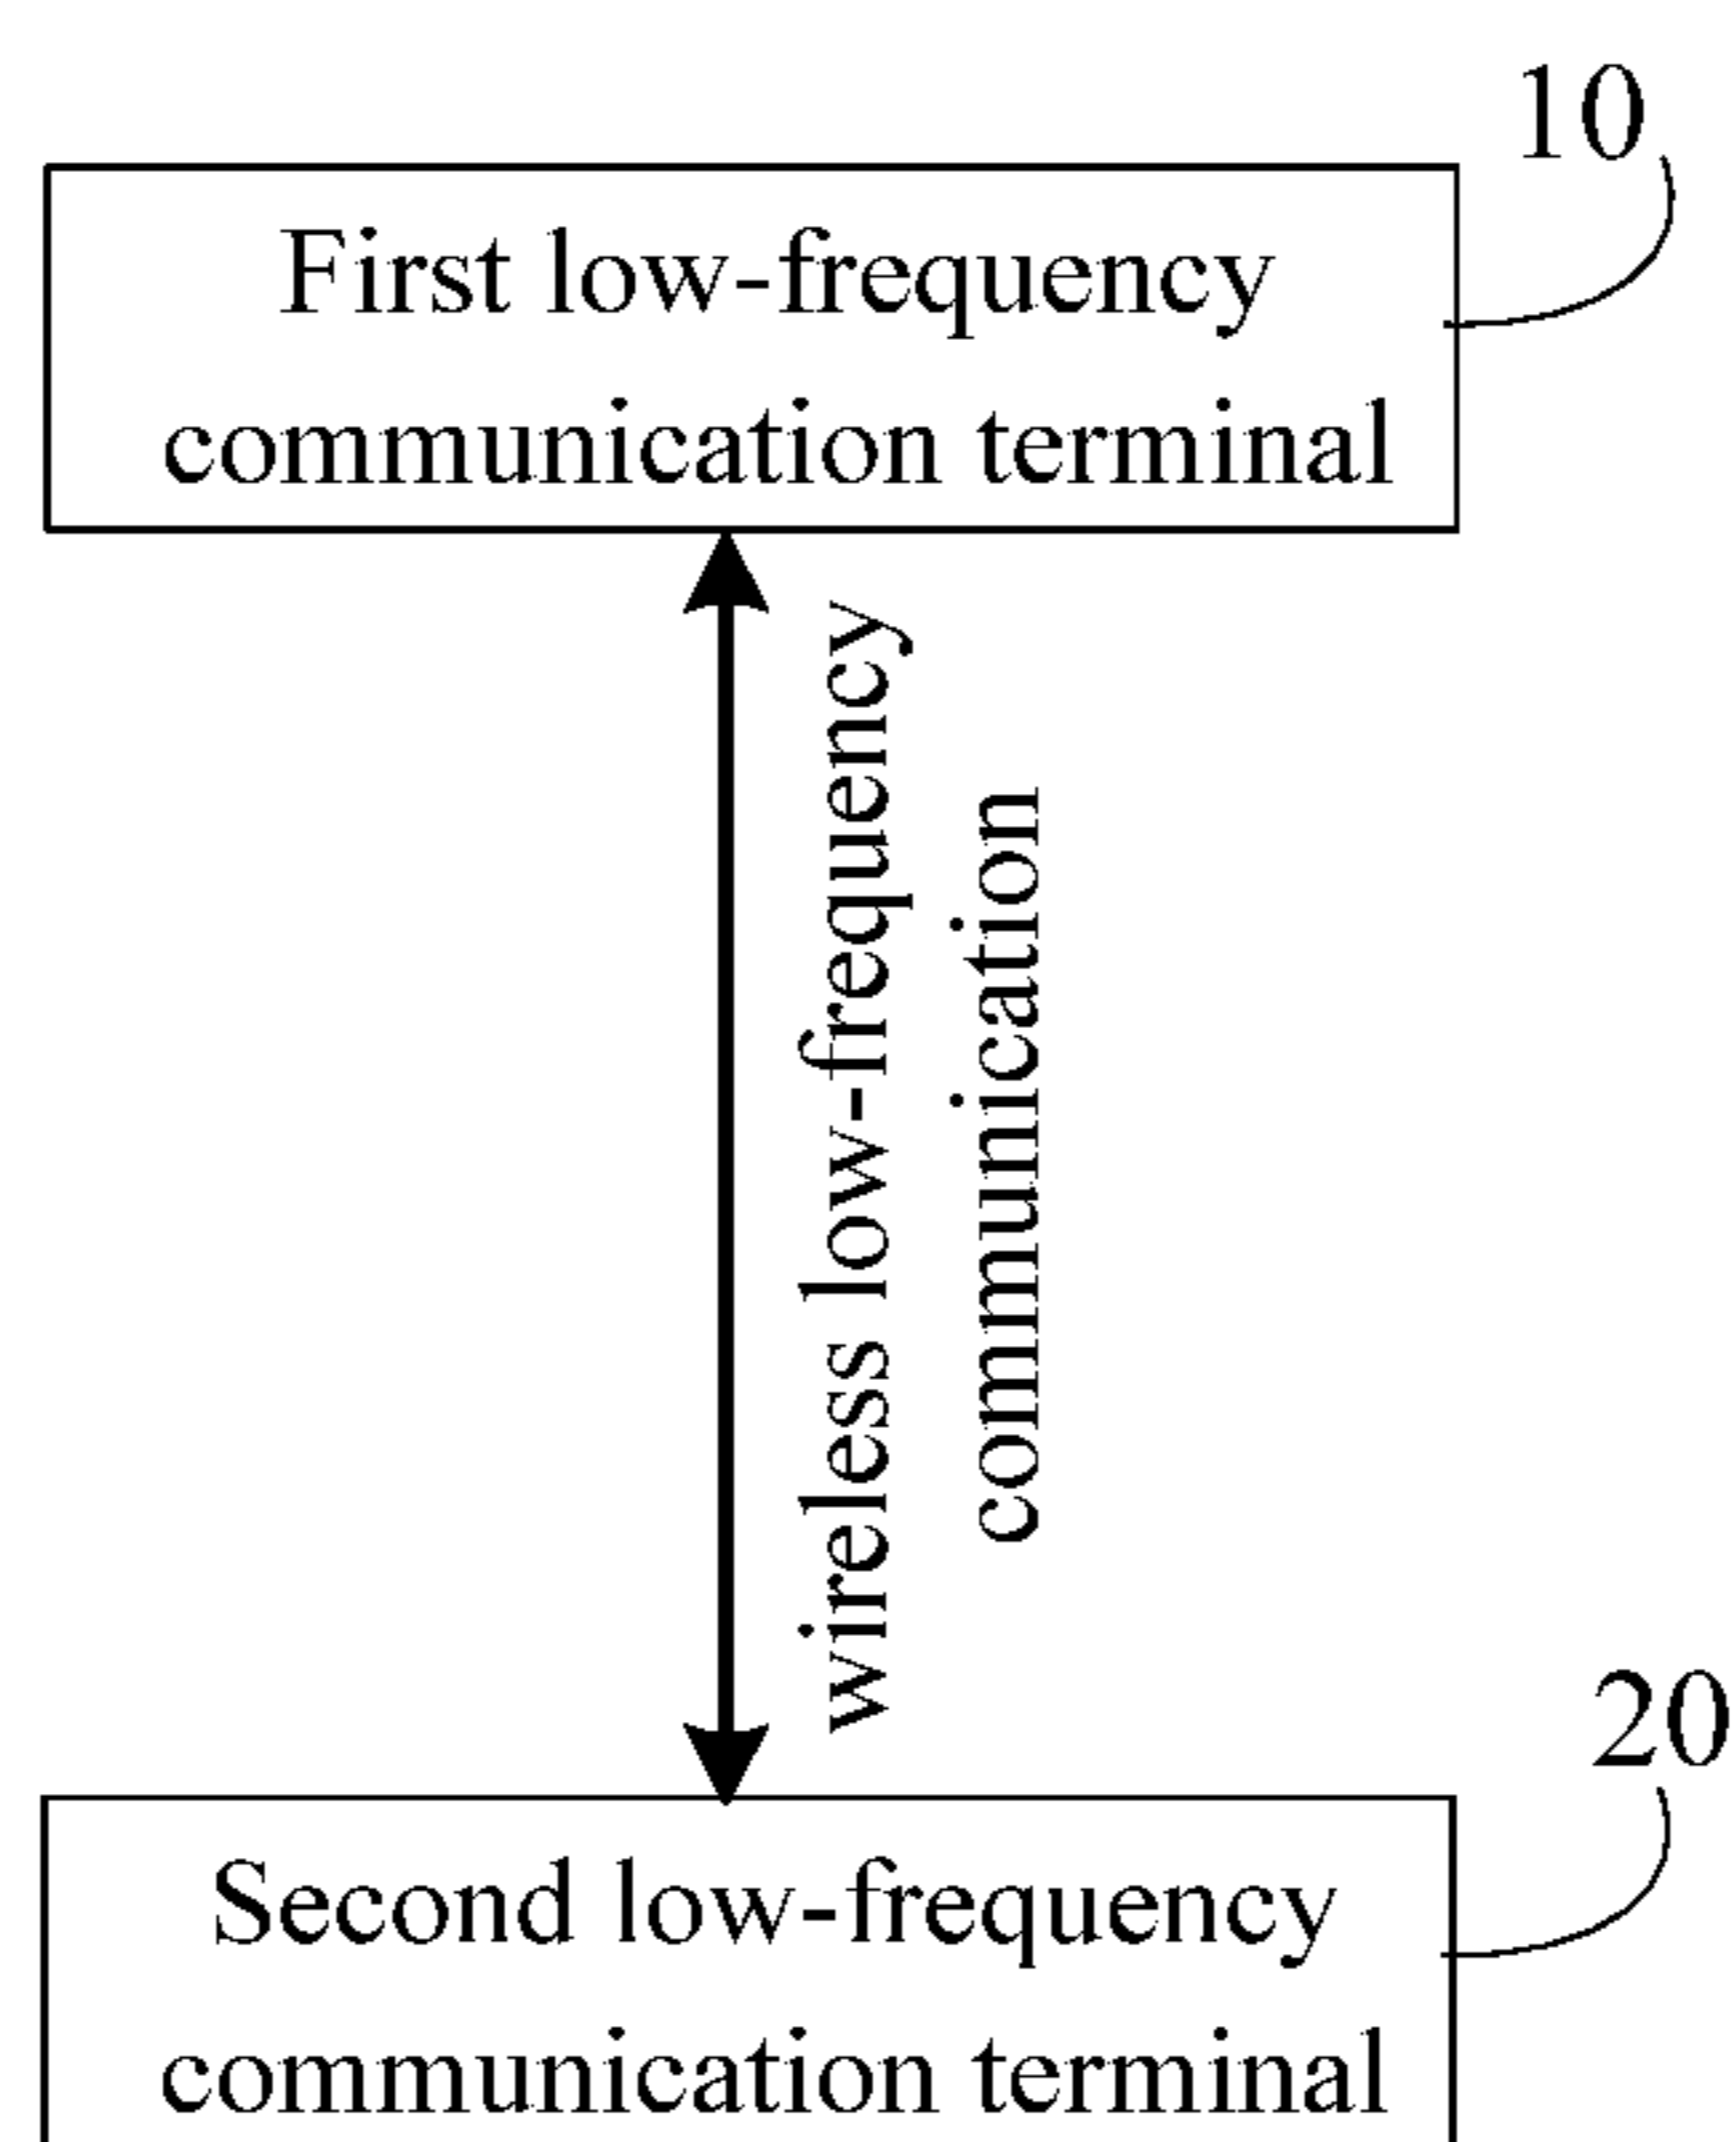 10
First low-frequency
communication terminal
wireless low-frequency
communication
20
Second low-frequency
communication terminal